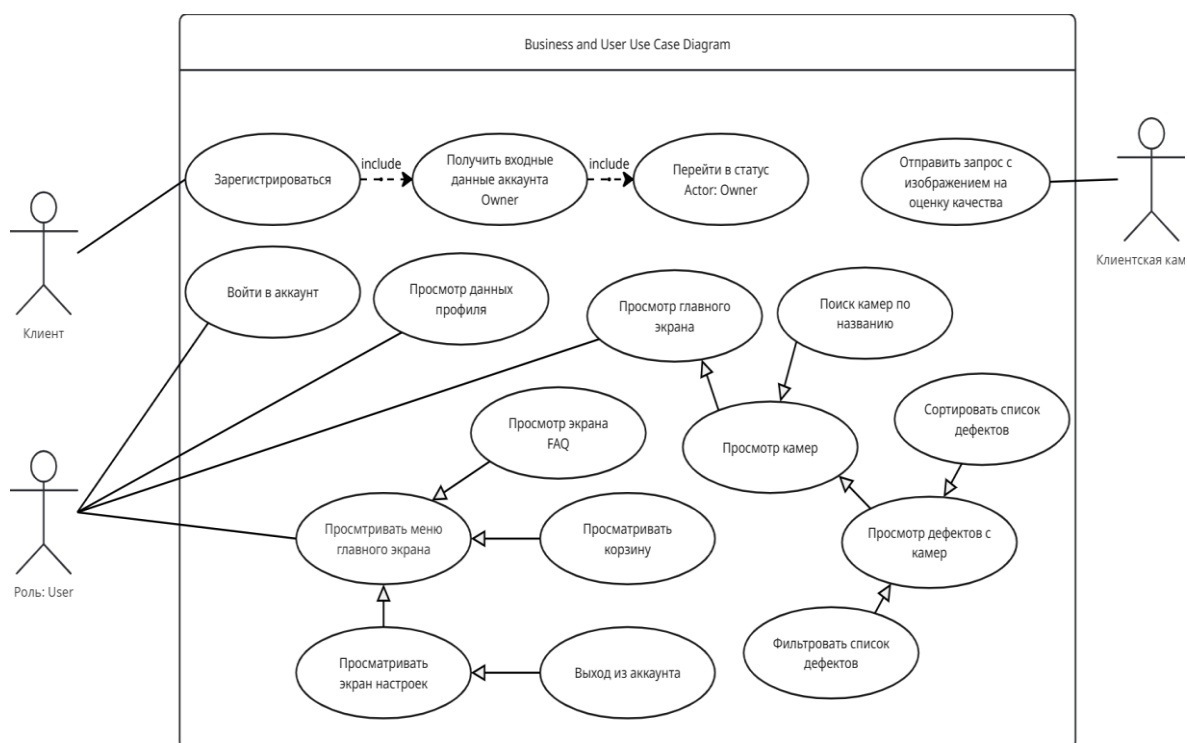 Business and User Use Case Diagram
Зарегистрироваться
include
Получить входные
данные аккаунта
Owner
include
Перейти в статус
Actor: Owner
Отправить запрос с
изображением на
оценку качества
Клиентская кам
Клиент
Войти в аккаунт
Просмотр данных
профиля
Просмотр главного
экрана
Поиск камер по
названию
Просмотр экрана
FAQ
Просмотр камер
Сортировать список
дефектов
Просмтривать меню
главного экрана
Просматривать
корзину
Просмотр дефектов с
камер
Роль: User
Просматривать
экран настроек
Выход из аккаунта
Фильтровать список
дефектов